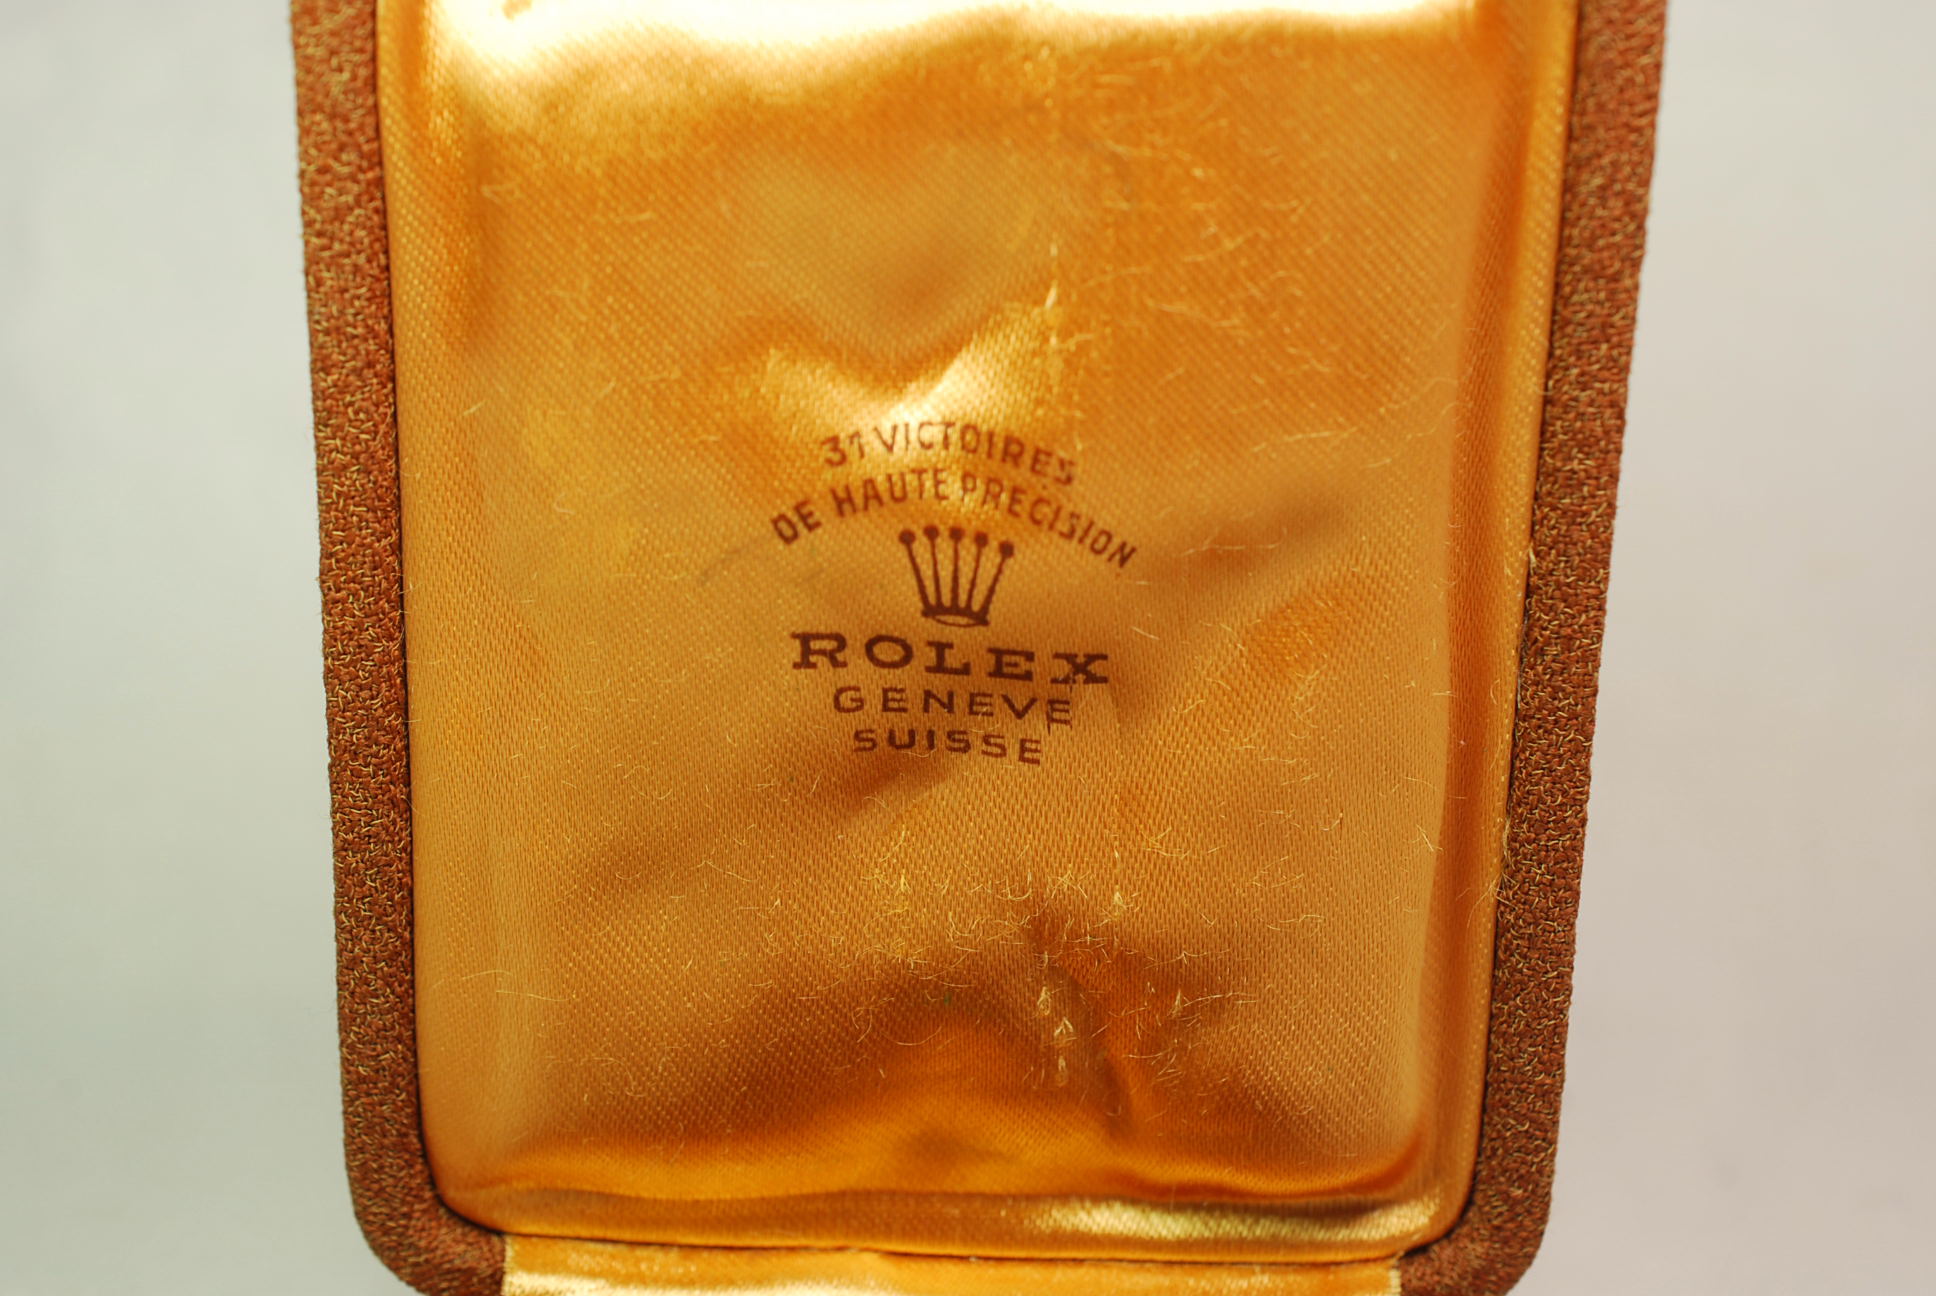 31 VICTOIRES
DE HAUTE PRECISION
ROLEX
GENEVE
SUISSE